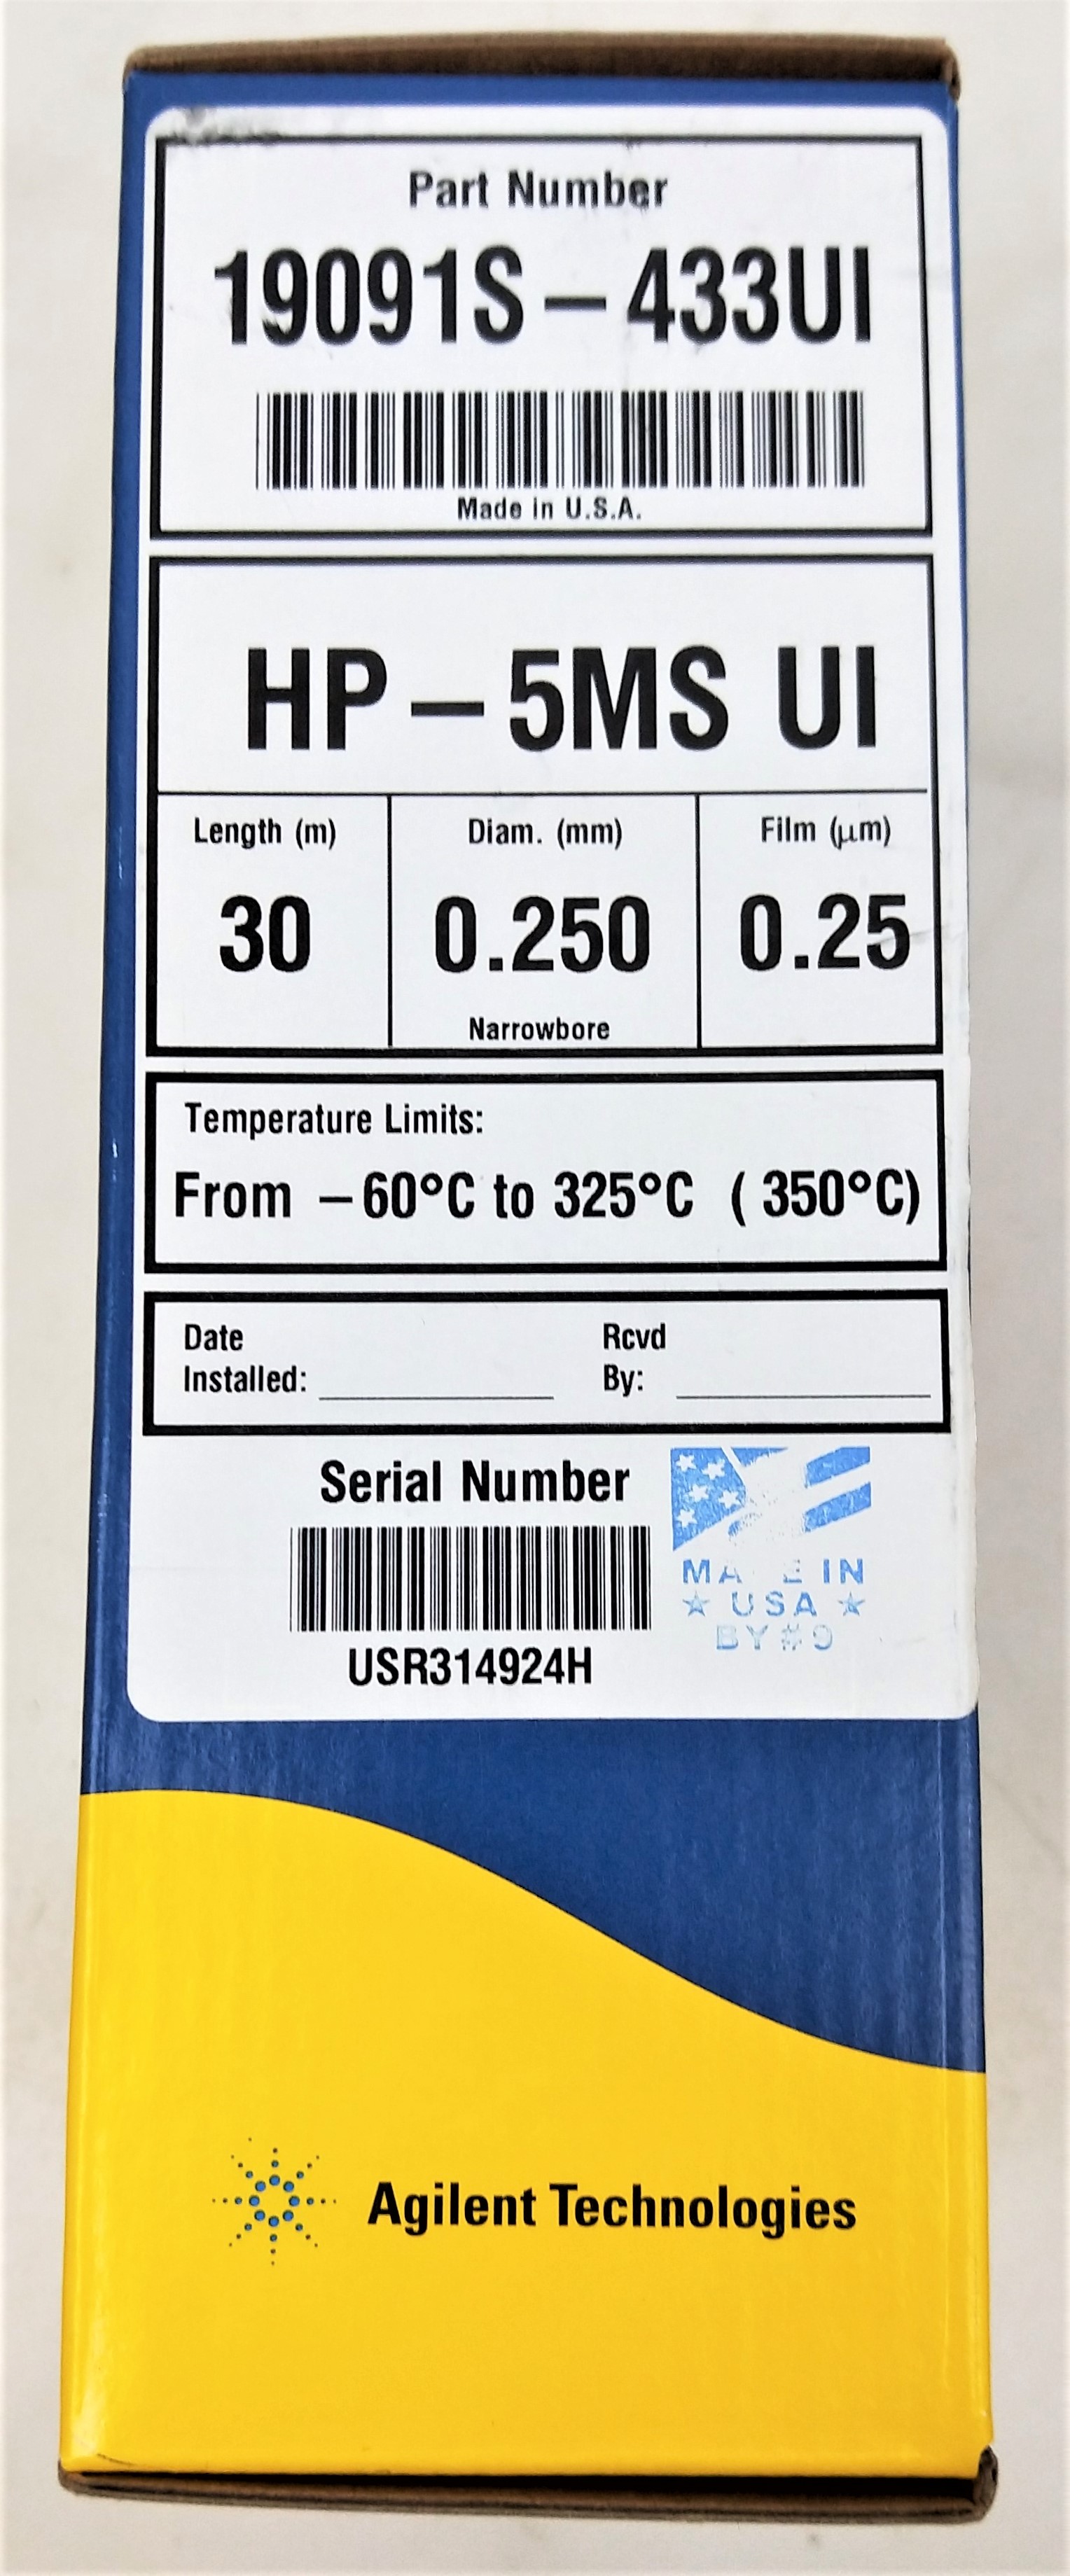 Part Number
19091S – 433UI
Made in U.S.A.
HP – 5MS UI
Length (m) Diam. (mm) Film (μm)
30 0.250 0.25
Narrowbore
Temperature Limits:
From – 60°C to 325°C ( 350°C)
Date Rcvd
Installed: By:
Serial Number
USR314924H
IN
★ USA ★
BY #9
Agilent Technologies